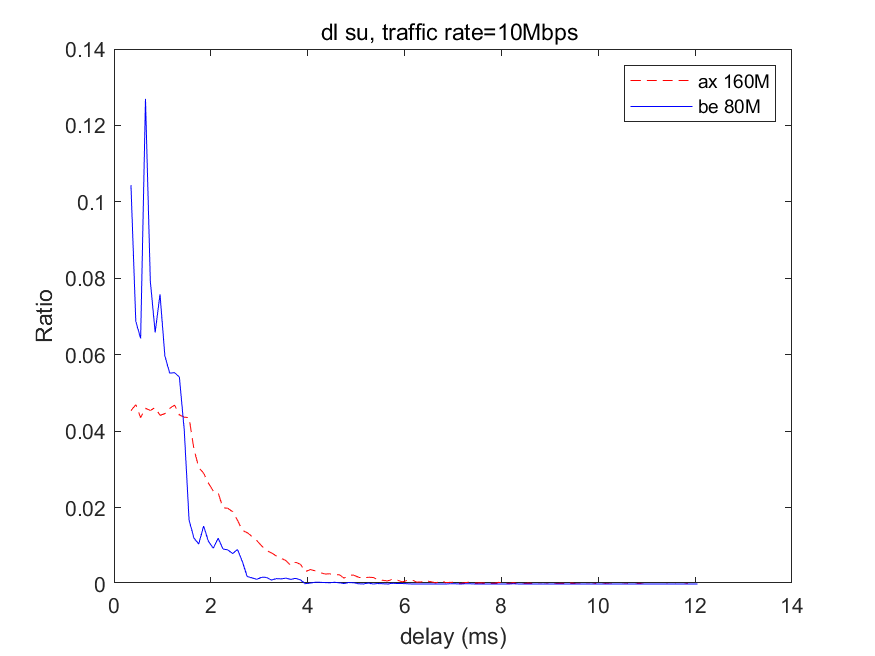 dl su, traffic rate=10Mbps
ax 160M
be 80M
0.14
0.12
0.1
0.08
0.06
0.04
0.02
0
Ratio
0 2 4 6 8 10 12 14
delay (ms)